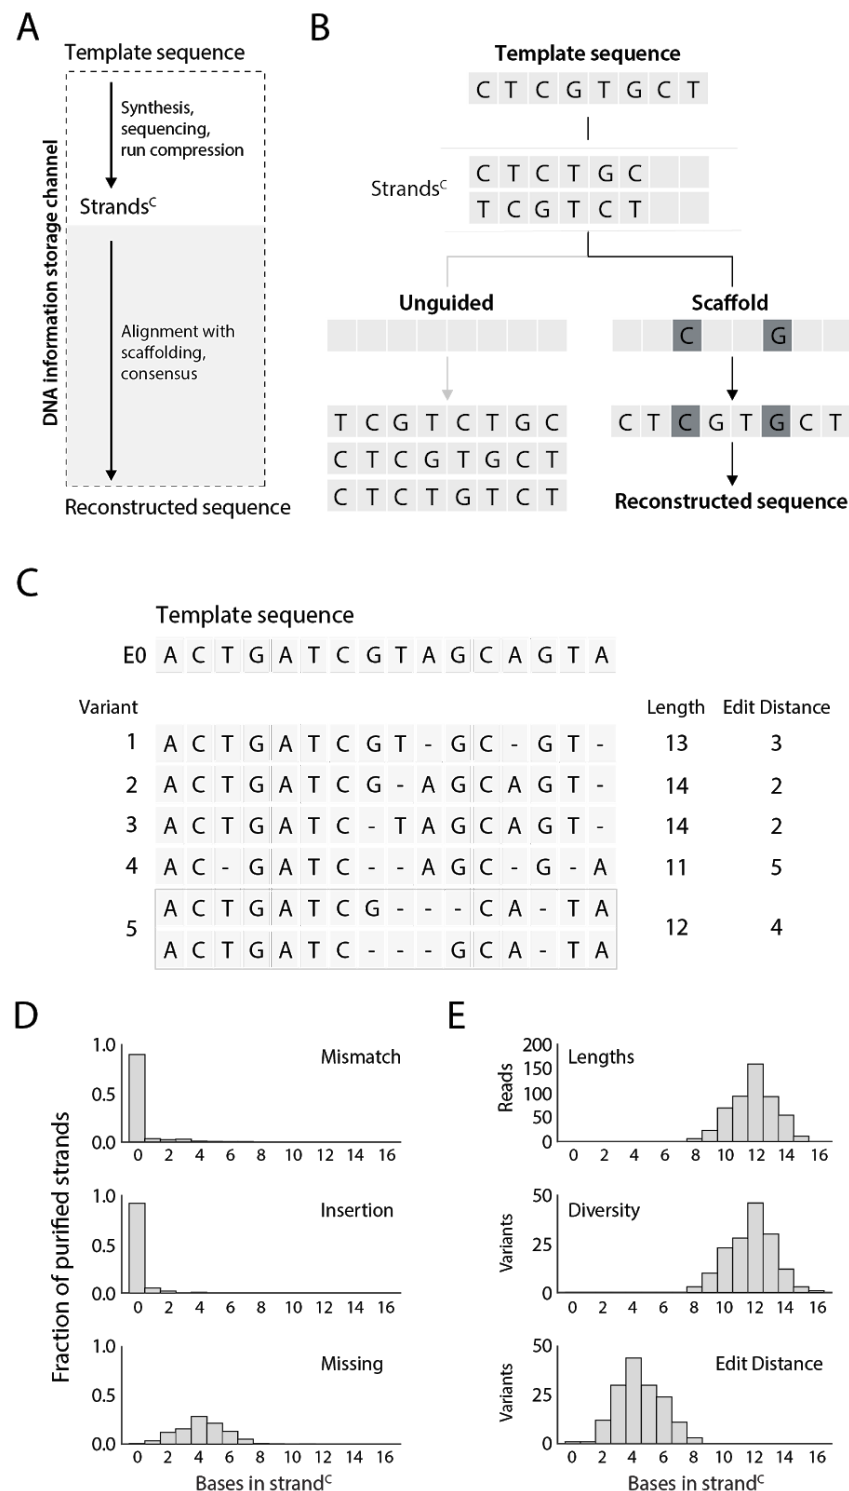 A
Template sequence
Synthesis,
sequencing,
run compression
Strandsᶜ
DNA information storage channel
Alignment with
scaffolding,
consensus
Reconstructed sequence
B
Template sequence
C T C G T G C T
Strandsᶜ
C T C T G C
T C G T C T
Unguided
Scaffold
C G
T C G T C T G C
C T C G T G C T
C T C T G T C T
C T C G T G C T
Reconstructed sequence
C
Template sequence
E0 A C T G A T C G T A G C A G T A
Variant Length Edit Distance
1 A C T G A T C G T - G C - G T - 13 3
2 A C T G A T C G - A G C A G T - 14 2
3 A C T G A T C - T A G C A G T - 14 2
4 A C - G A T C - - A G C - G - A 11 5
5 12 4
A C T G A T C G - - - C A - T A
A C T G A T C - - - G C A - T A
D
Fraction of purified strands
Mismatch
1.0
0.5
0.0
0 2 4 6 8 10 12 14 16
Insertion
1.0
0.5
0.0
0 2 4 6 8 10 12 14 16
Missing
1.0
0.5
0.0
0 2 4 6 8 10 12 14 16
Bases in strandᶜ
E
Lengths
Reads
200
150
100
50
0
0 2 4 6 8 10 12 14 16
Diversity
Variants
50
25
0
0 2 4 6 8 10 12 14 16
Edit Distance
Variants
50
25
0
0 2 4 6 8 10 12 14 16
Bases in strandᶜ